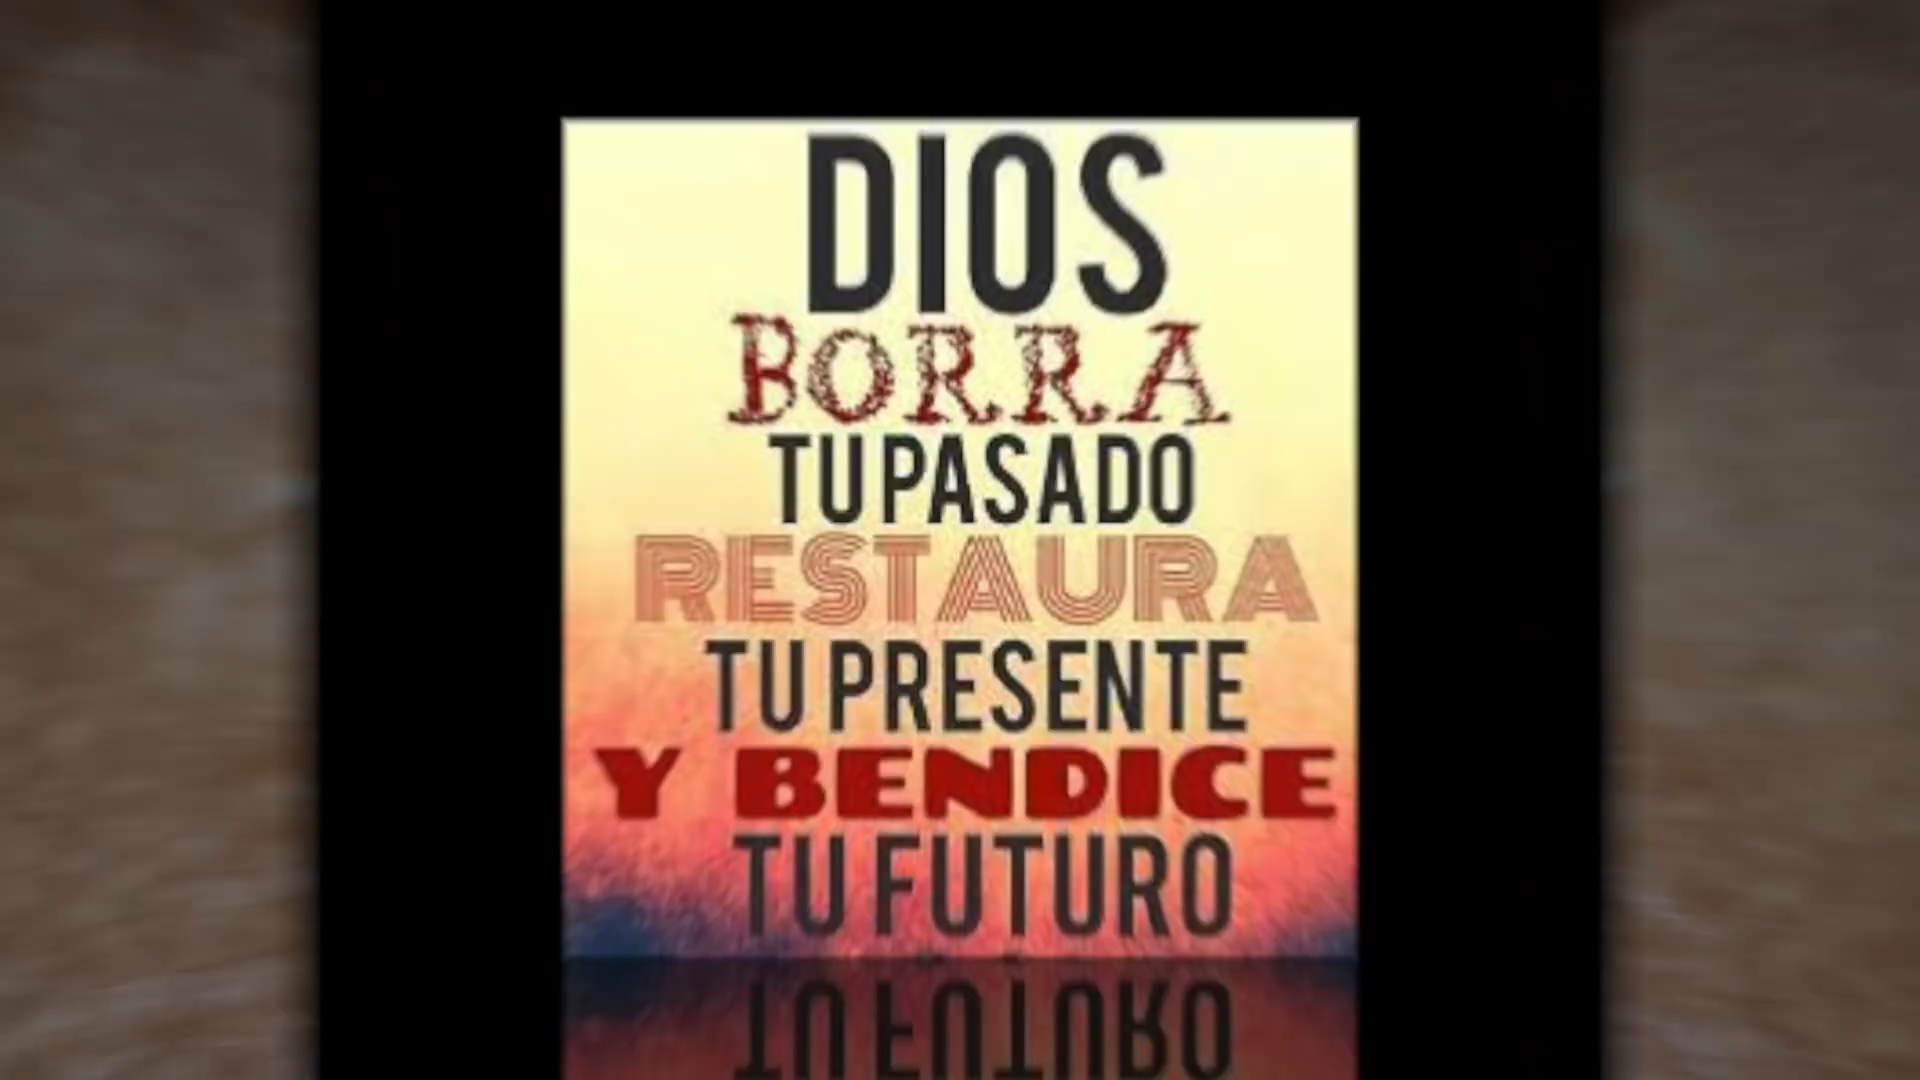 DIOS
BORRA
TU PASADO
RESTAURA
TU PRESENTE
Y BENDICE
TU FUTURO